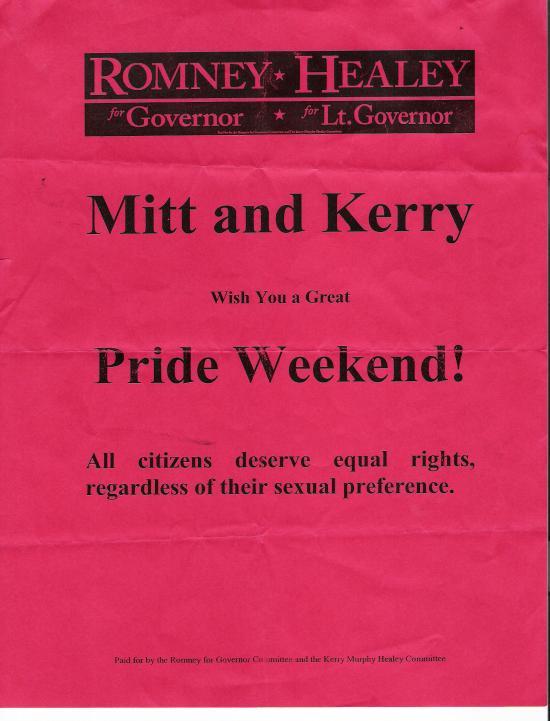 ROMNEY ★ HEALEY
for Governor ★ for Lt. Governor
Mitt and Kerry
Wish You a Great
Pride Weekend!
All citizens deserve equal rights,
regardless of their sexual preference.
Paid for by the Romney for Governor Committee and the Kerry Murphy Healey Committee